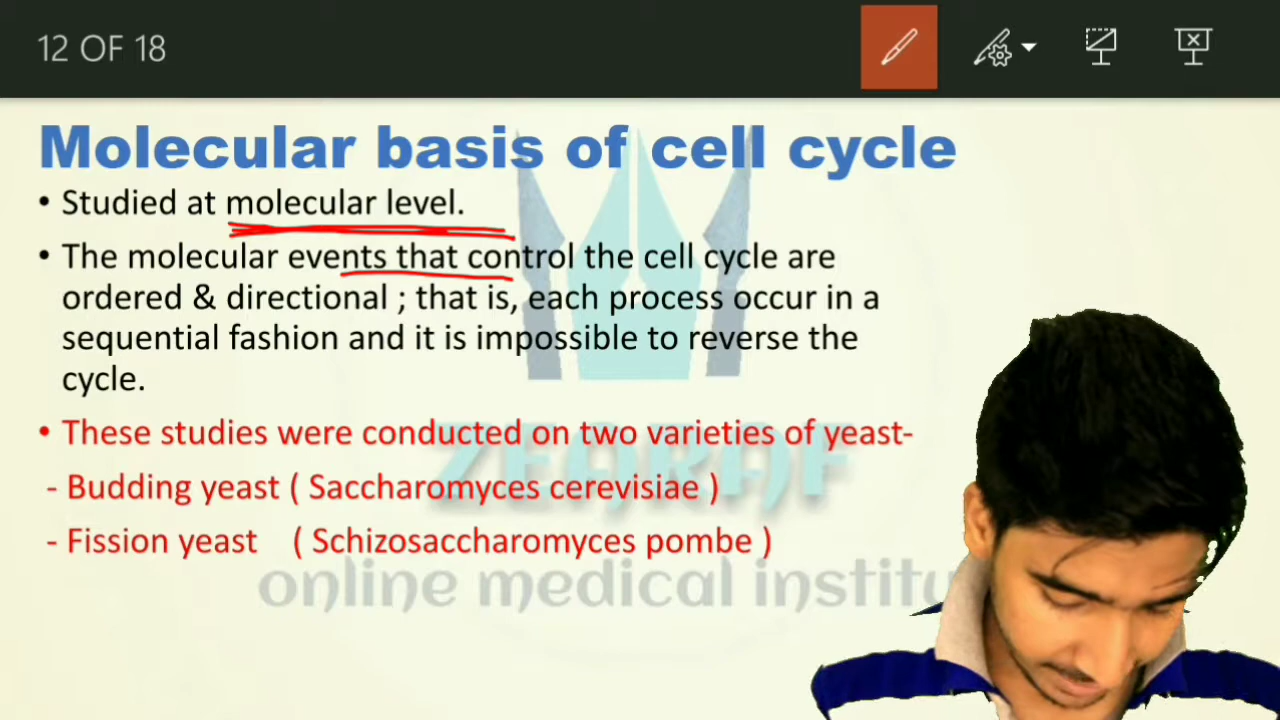 12 OF 18
Molecular basis of cell cycle
• Studied at molecular level.
• The molecular events that control the cell cycle are
ordered & directional ; that is, each process occur in a
sequential fashion and it is impossible to reverse the
cycle.
• These studies were conducted on two varieties of yeast-
- Budding yeast ( Saccharomyces cerevisiae )
- Fission yeast ( Schizosaccharomyces pombe )
ZEARAF
online medical institu